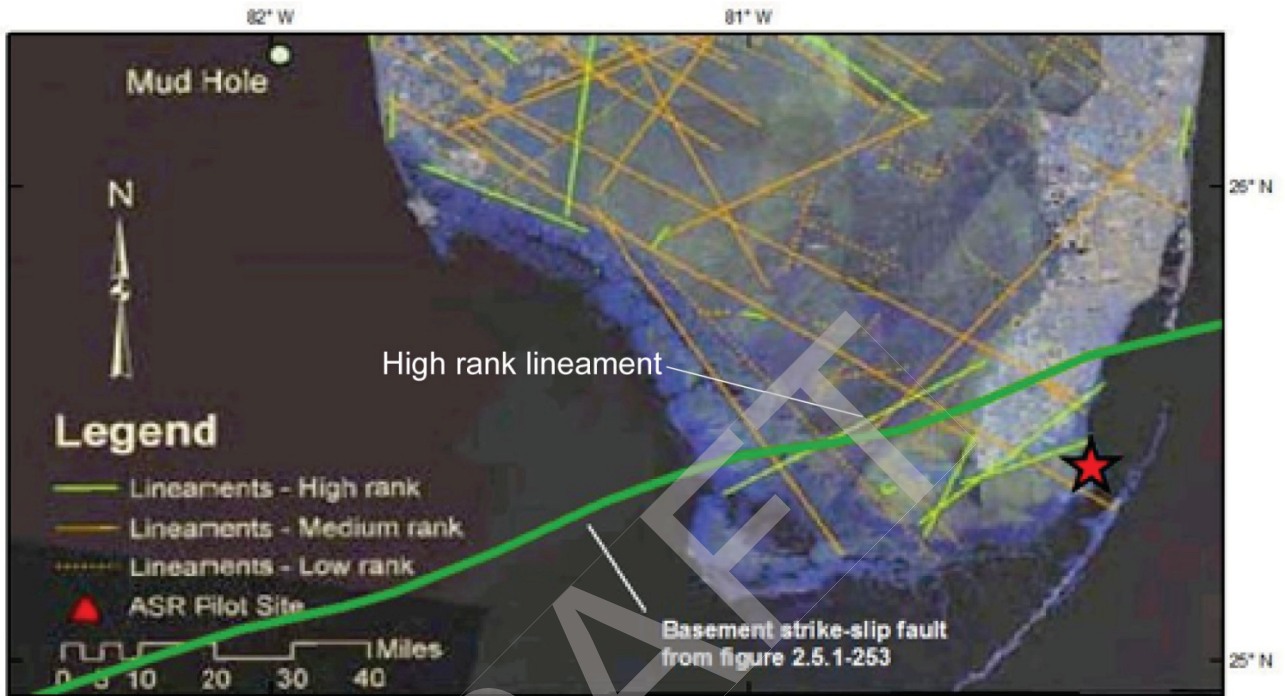 82° W
81° W
Mud Hole
26° N
N
High rank lineament
Legend
Lineaments - High rank
Lineaments - Medium rank
Lineaments - Low rank
ASR Pilot Site
Miles
0 5 10 20 30 40
Basement strike-slip fault
from figure 2.5.1-253
25° N
DRAFT